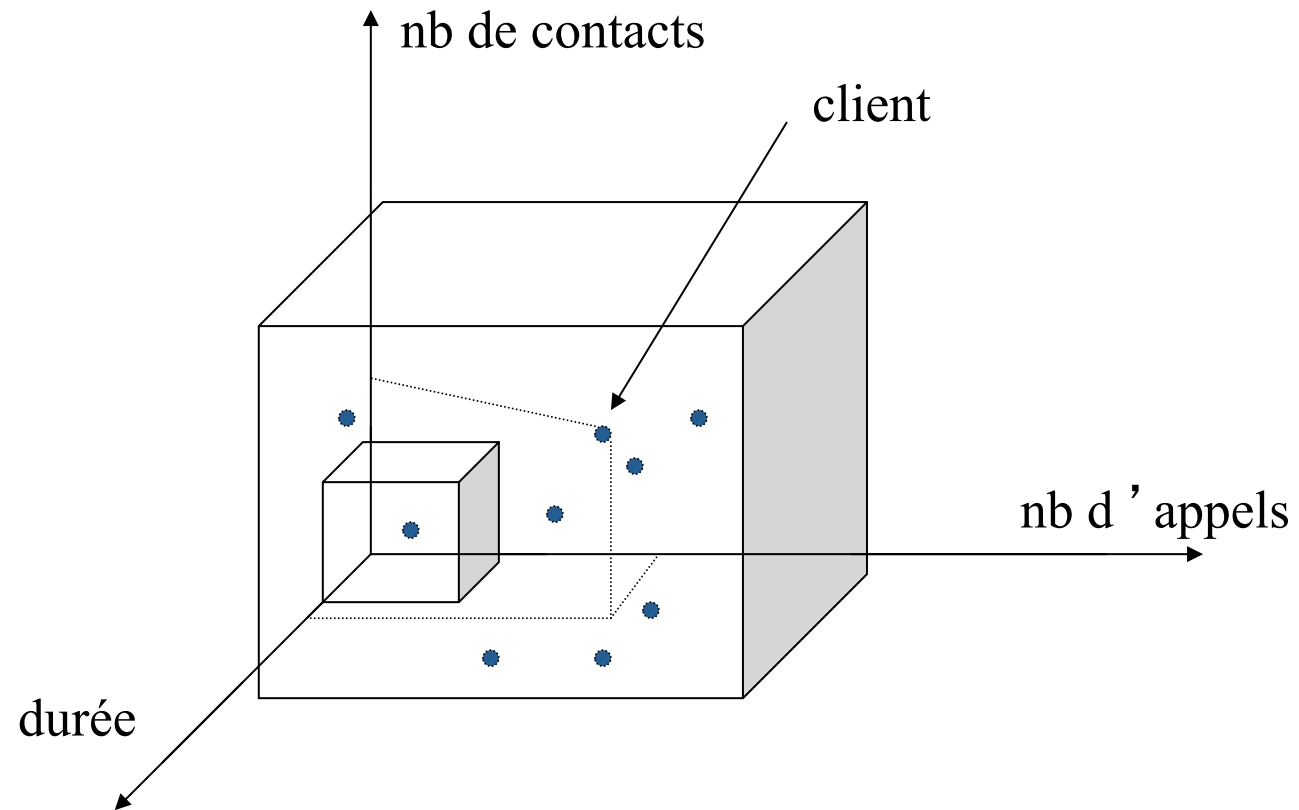 nb de contacts
client
nb d ’ appels
durée